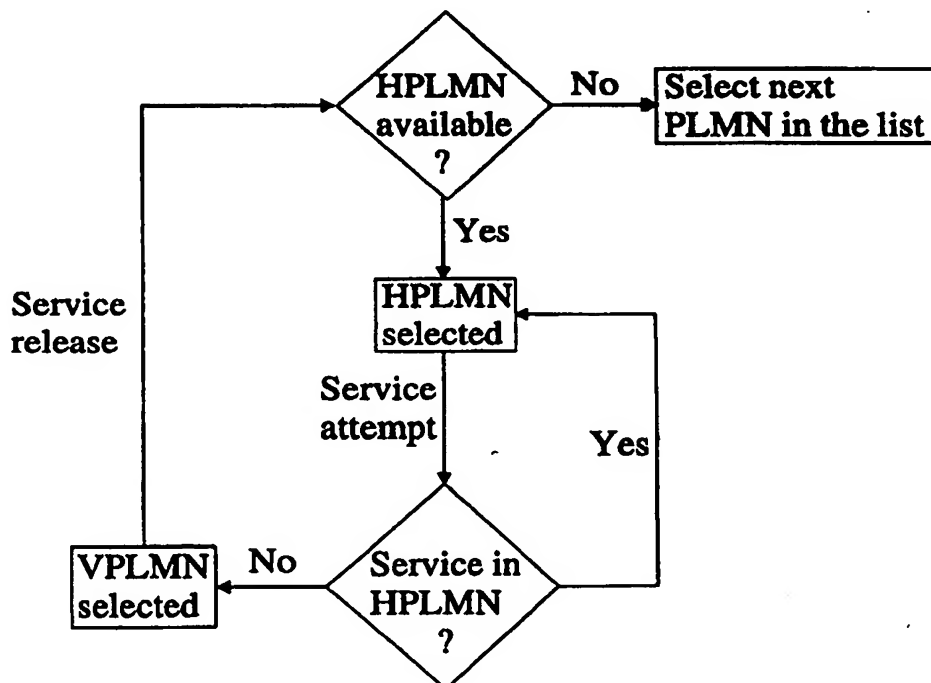 HPLMN
available
?
No
Select next
PLMN in the list
Yes
HPLMN
selected
Service
release
Service
attempt
Yes
VPLMN
selected
No
Service in
HPLMN
?